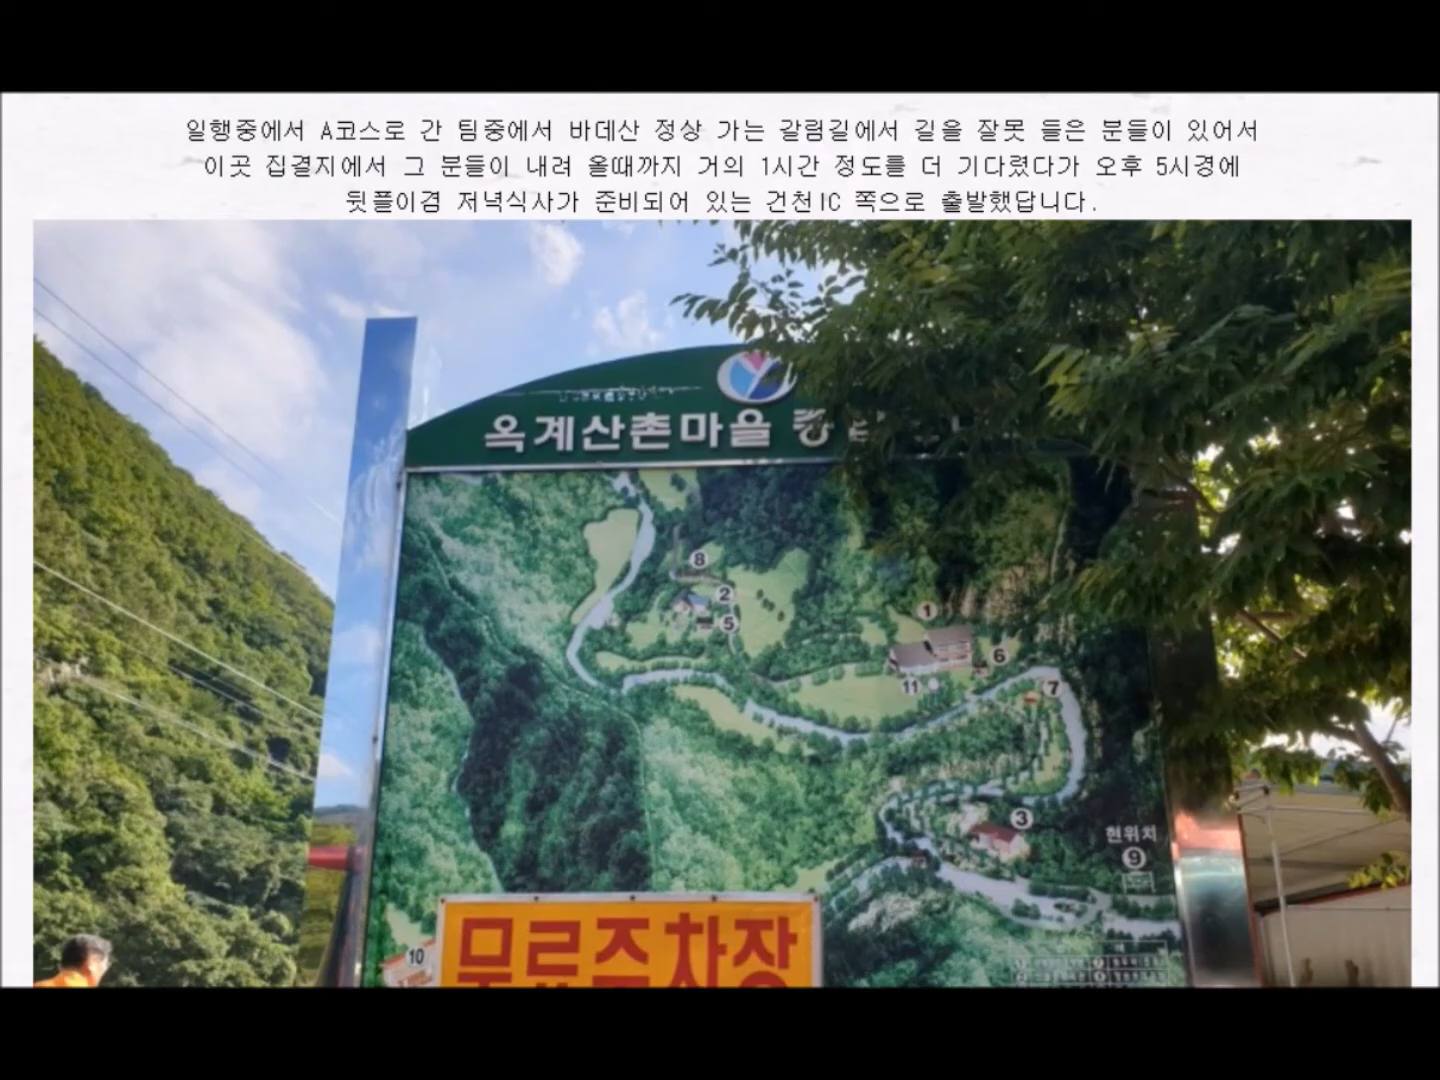 일행중에서 A코스로 간 팀중에서 바데산 정상 가는 갈림길에서 길을 잘못 들은 분들이 있어서
이곳 집결지에서 그 분들이 내려 올때까지 거의 1시간 정도를 더 기다렸다가 오후 5시경에
뒷플이겸 저녁식사가 준비되어 있는 건천IC 쪽으로 출발했답니다.
옥계산촌마을
8
2
5
1
6
11
7
3
현위치
9
10
무료주차장